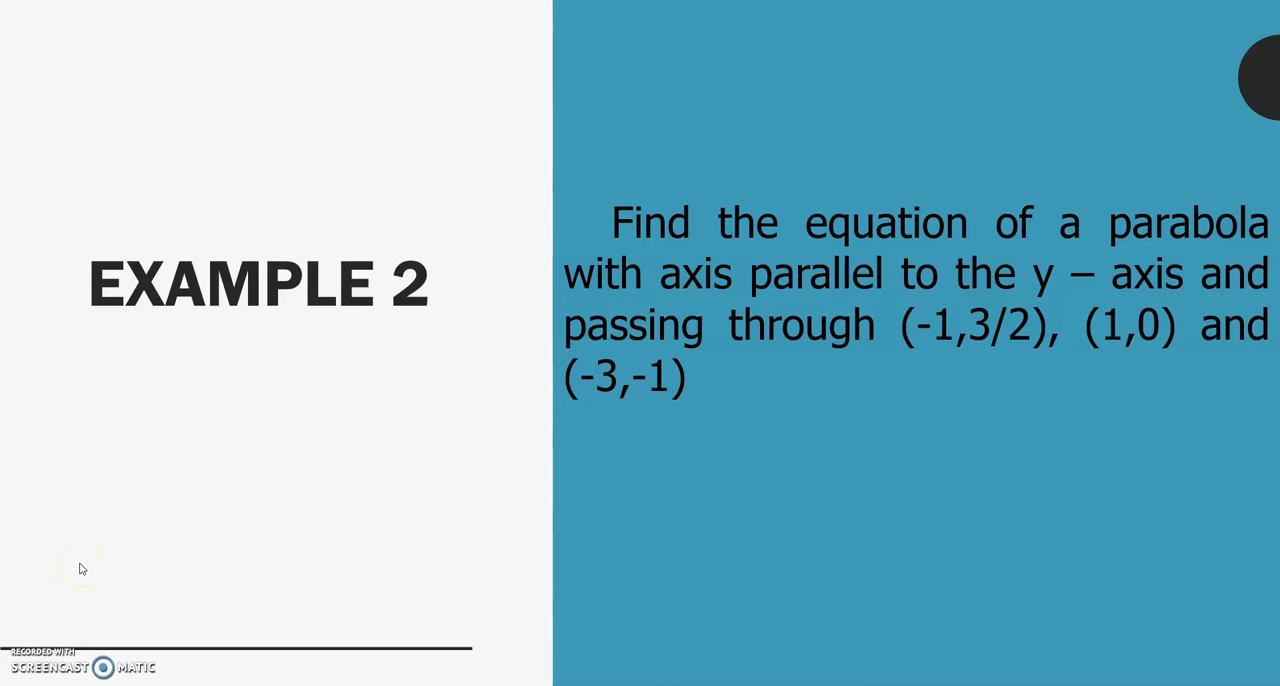 EXAMPLE 2
Find the equation of a parabola
with axis parallel to the y – axis and
passing through (-1,3/2), (1,0) and
(-3,-1)
RECORDED WITH
SCREENCAST MATIC